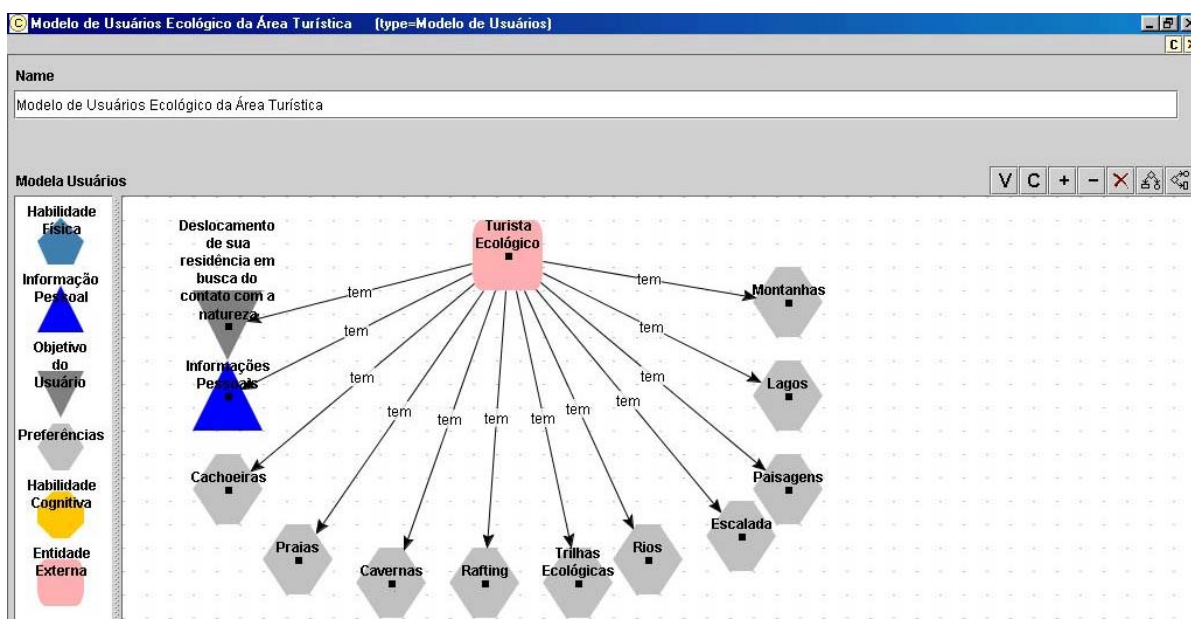 C Modelo de Usuários Ecológico da Área Turística (type=Modelo de Usuários)
C
Name
Modelo de Usuários Ecológico da Área Turística
Modela Usuários
V C + −
Habilidade
Física
Informação
Pessoal
Objetivo
do
Usuário
Preferências
Habilidade
Cognitiva
Entidade
Externa
Deslocamento
de sua
residência em
busca do
contato com a
natureza
Turista
Ecológico
tem
tem
tem
tem
tem
tem
tem
tem
tem
tem
tem
tem
Informações
Pessoais
Cachoeiras
Praias
Cavernas
Rafting
Trilhas
Ecológicas
Rios
Escalada
Paisagens
Lagos
Montanhas